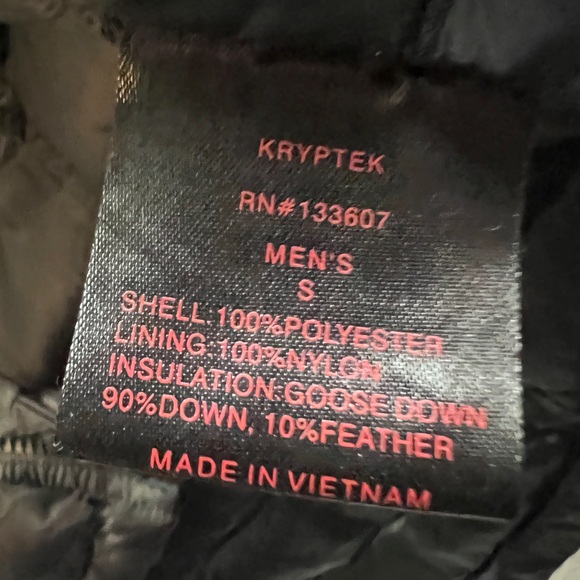 KRYPTEK
RN#133607
MEN'S
S
SHELL:100%POLYESTER
LINING:100%NYLON
INSULATION:GOOSE DOWN
90%DOWN, 10%FEATHER
MADE IN VIETNAM